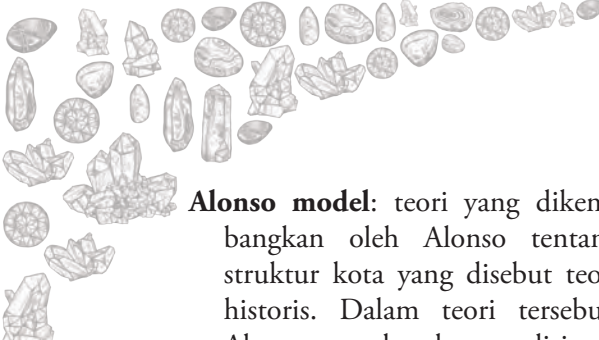 Alonso model: teori yang diken
bangkan oleh Alonso tentan
struktur kota yang disebut teo
historis. Dalam teori tersebu